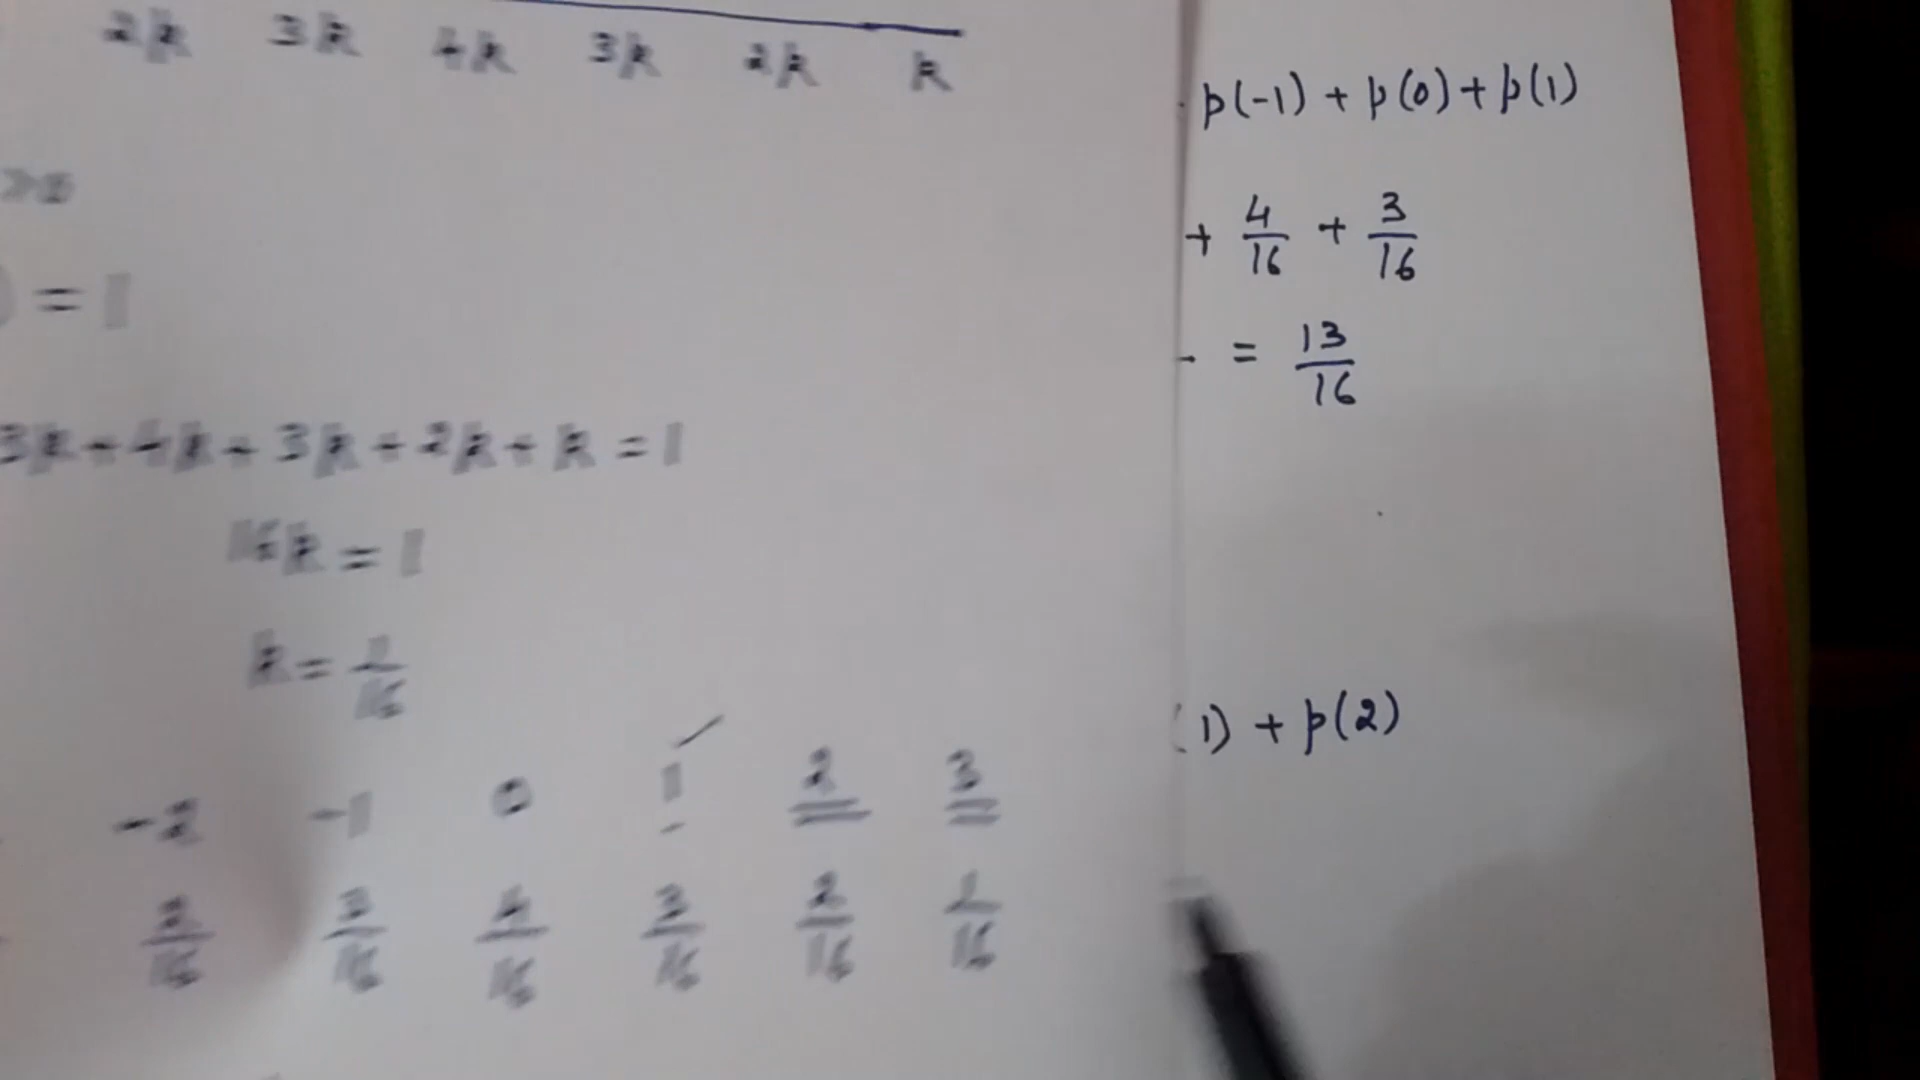 2k 3k 4k 3k 2k k
= 1
3k + 4k + 3k + 2k + k = 1
16k = 1
k = 1/16
-2 -1 0 1 2 3
2/16 3/16 4/16 3/16 2/16 1/16
p(-1) + p(0) + p(1)
+ 4/16 + 3/16
= 13/16
1) + p(2)